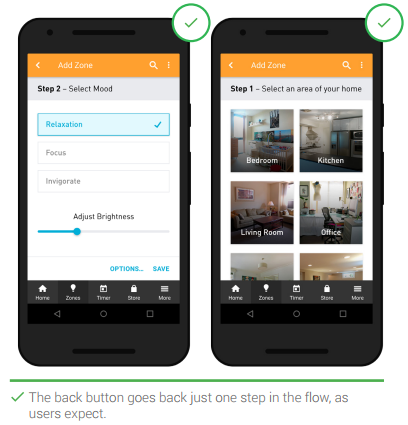 Add Zone
Step 2 – Select Mood
Relaxation
Focus
Invigorate
Adjust Brightness
OPTIONS... SAVE
Home Zones Timer Store More
Add Zone
Step 1 – Select an area of your home
Bedroom Kitchen
Living Room Office
Home Zones Timer Store More
The back button goes back just one step in the flow, as
users expect.